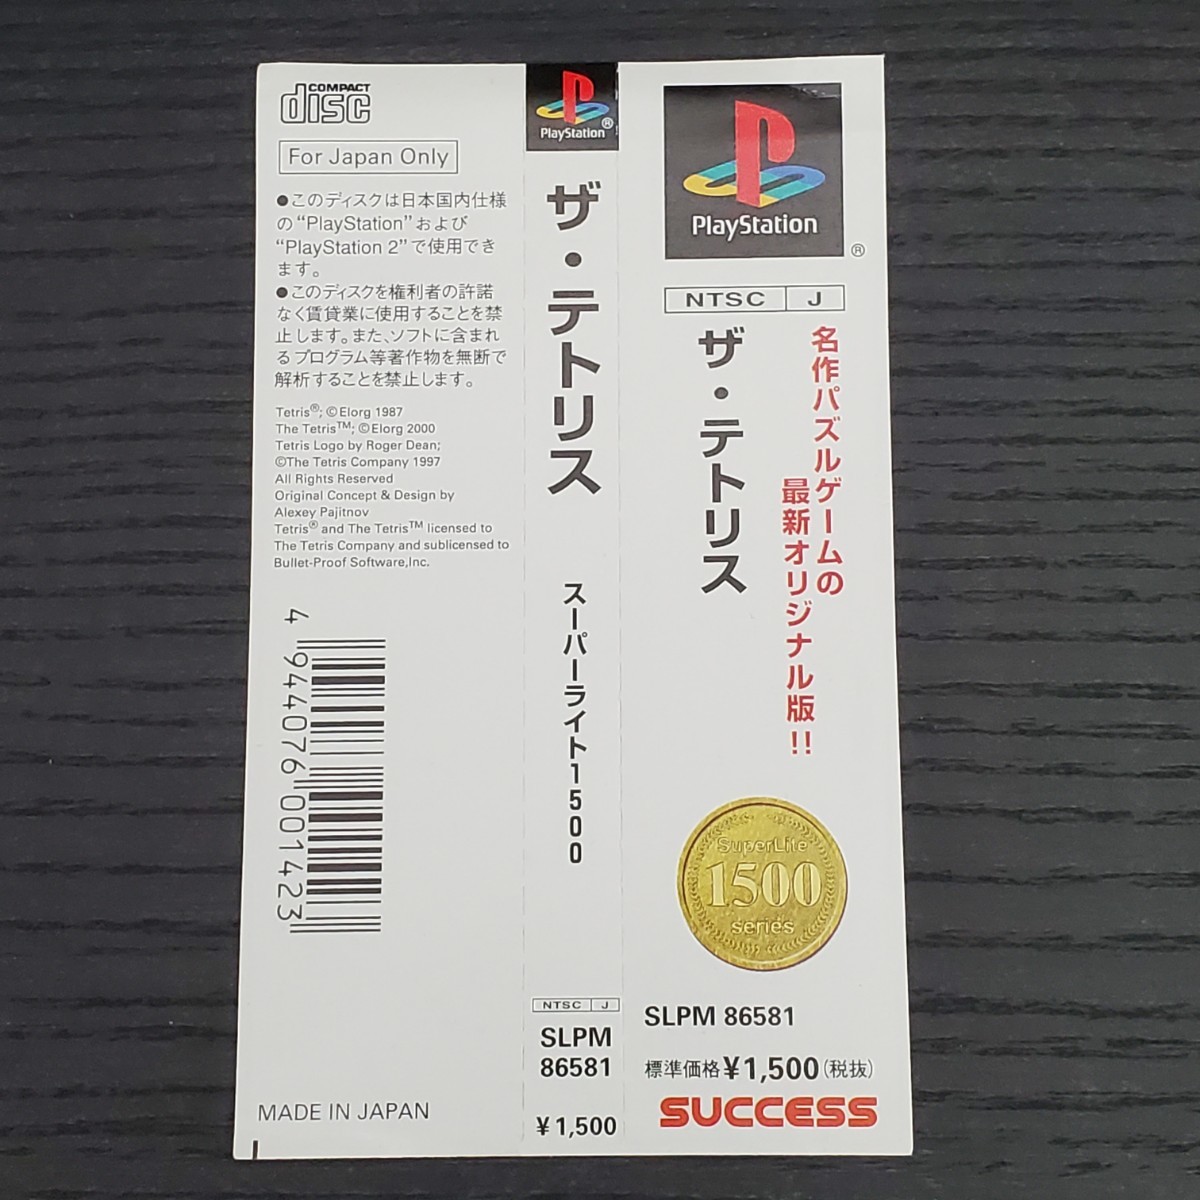 COMPACT
disc
For Japan Only
●このディスクは日本国内仕様
の“PlayStation”および
“PlayStation 2”で使用でき
ます。
●このディスクを権利者の許諾
なく賃貸業に使用することを禁
止します。また、ソフトに含まれ
るプログラム等著作物を無断で
解析することを禁止します。
Tetris®; ©Elorg 1987
The Tetris™; ©Elorg 2000
Tetris Logo by Roger Dean;
©The Tetris Company 1997
All Rights Reserved
Original Concept & Design by
Alexey Pajitnov
Tetris® and The Tetris™ licensed to
The Tetris Company and sublicensed to
Bullet-Proof Software,Inc.
4 944076 001423
MADE IN JAPAN
PlayStation®
ザ・テトリス
スーパーライト1500
NTSC J
SLPM
86581
¥1,500
PlayStation
®
NTSC J
名作パズルゲームの
最新オリジナル版!!
ザ・テトリス
SuperLite
1500
series
SLPM 86581
標準価格¥1,500(税抜)
SUCCESS